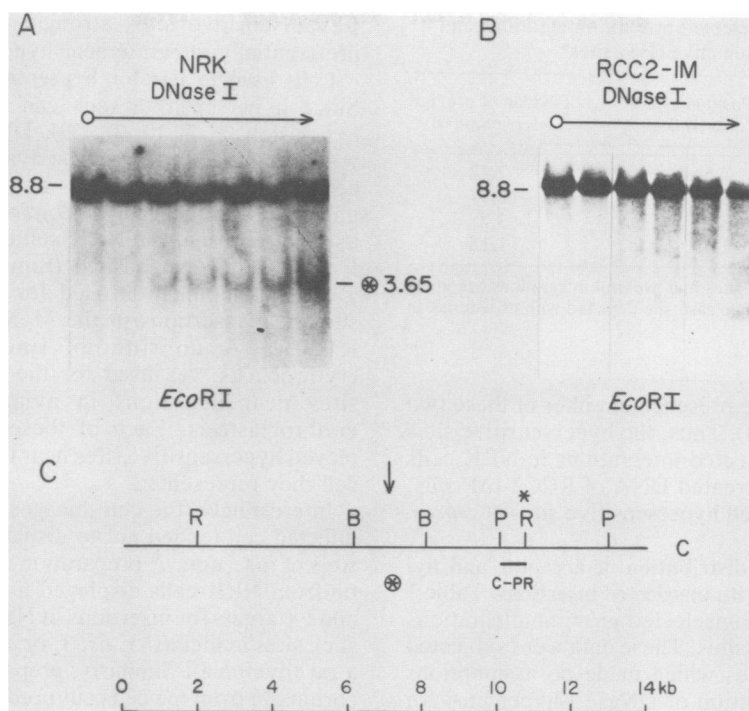 A
NRK
DNase I
8.8
3.65
EcoRI
B
RCC2-IM
DNase I
8.8
EcoRI
C
*
R B B P R P
C
C-PR
0 2 4 6 8 10 12 14 kb